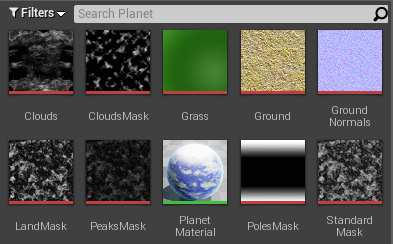 Filters Search Planet
Clouds CloudsMask Grass Ground Ground
Normals
LandMask PeaksMask Planet
Material PolesMask Standard
Mask